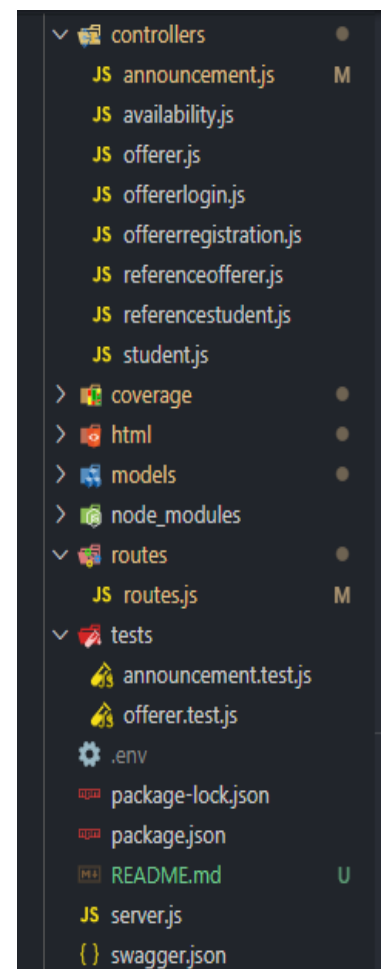 controllers
JS announcement.js M
JS availability.js
JS offerer.js
JS offererlogin.js
JS offererregistration.js
JS referenceofferer.js
JS referencestudent.js
JS student.js
coverage
html
models
node_modules
routes
JS routes.js M
tests
announcement.test.js
offerer.test.js
.env
npm package-lock.json
npm package.json
M↓ README.md U
JS server.js
{ } swagger.json